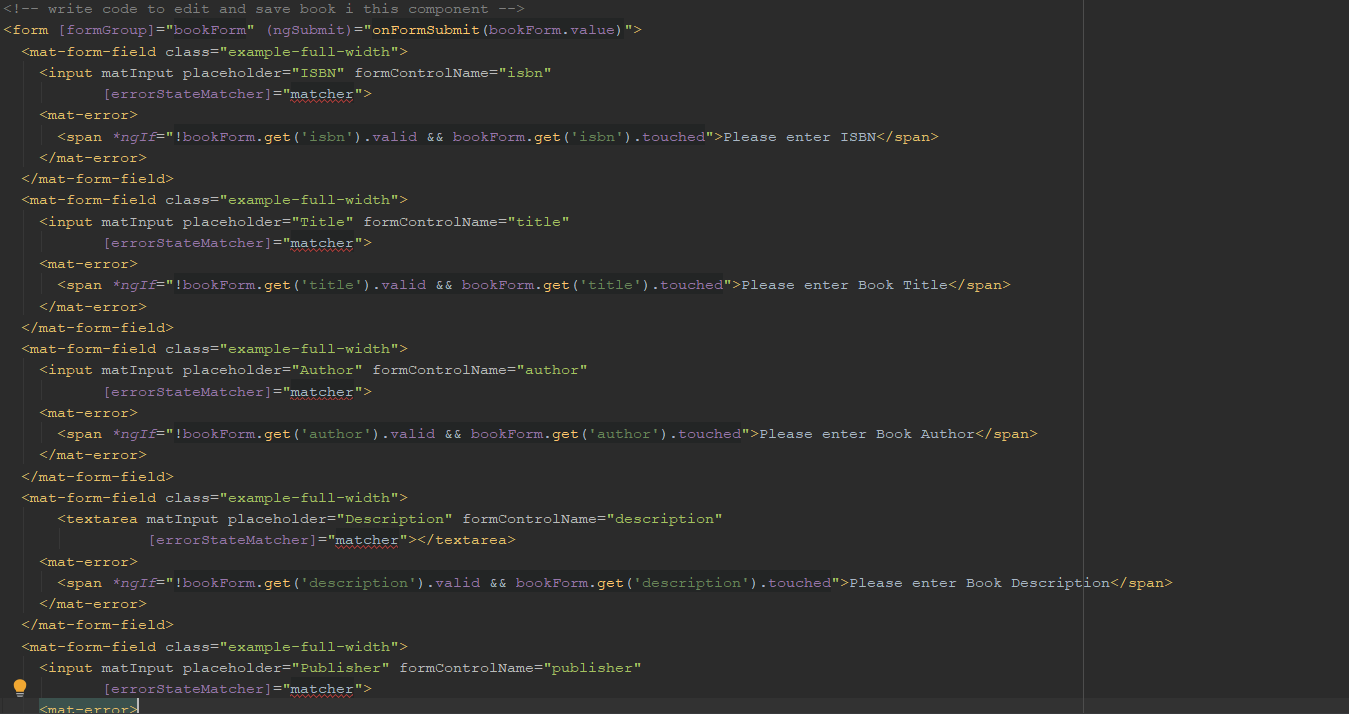 <!-- write code to edit and save book i this component -->
<form [formGroup]="bookForm" (ngSubmit)="onFormSubmit(bookForm.value)">
<mat-form-field class="example-full-width">
<input matInput placeholder="ISBN" formControlName="isbn"
[errorStateMatcher]="matcher">
<mat-error>
<span *ngIf="!bookForm.get('isbn').valid && bookForm.get('isbn').touched">Please enter ISBN</span>
</mat-error>
</mat-form-field>
<mat-form-field class="example-full-width">
<input matInput placeholder="Title" formControlName="title"
[errorStateMatcher]="matcher">
<mat-error>
<span *ngIf="!bookForm.get('title').valid && bookForm.get('title').touched">Please enter Book Title</span>
</mat-error>
</mat-form-field>
<mat-form-field class="example-full-width">
<input matInput placeholder="Author" formControlName="author"
[errorStateMatcher]="matcher">
<mat-error>
<span *ngIf="!bookForm.get('author').valid && bookForm.get('author').touched">Please enter Book Author</span>
</mat-error>
</mat-form-field>
<mat-form-field class="example-full-width">
<textarea matInput placeholder="Description" formControlName="description"
[errorStateMatcher]="matcher"></textarea>
<mat-error>
<span *ngIf="!bookForm.get('description').valid && bookForm.get('description').touched">Please enter Book Description</span>
</mat-error>
</mat-form-field>
<mat-form-field class="example-full-width">
<input matInput placeholder="Publisher" formControlName="publisher"
[errorStateMatcher]="matcher">
<mat-error>